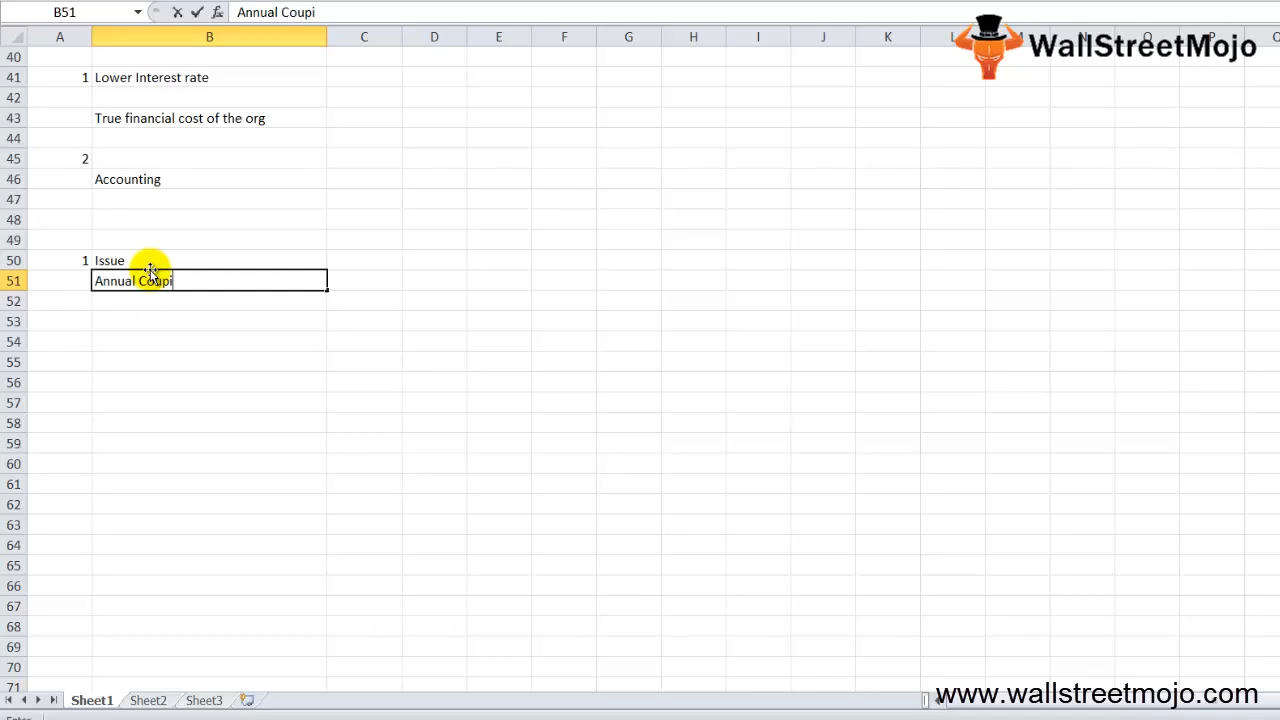 B51 Annual Coupi
A B C D E F G H I J K L N O P
WallStreetMojo
40
41 1 Lower Interest rate
42
43 True financial cost of the org
44
45 2
46 Accounting
47
48
49
50 1 Issue
51 Annual Coupi
52
53
54
55
56
57
58
59
60
61
62
63
64
65
66
67
68
69
70
71
Sheet1 Sheet2 Sheet3
www.wallstreetmojo.com